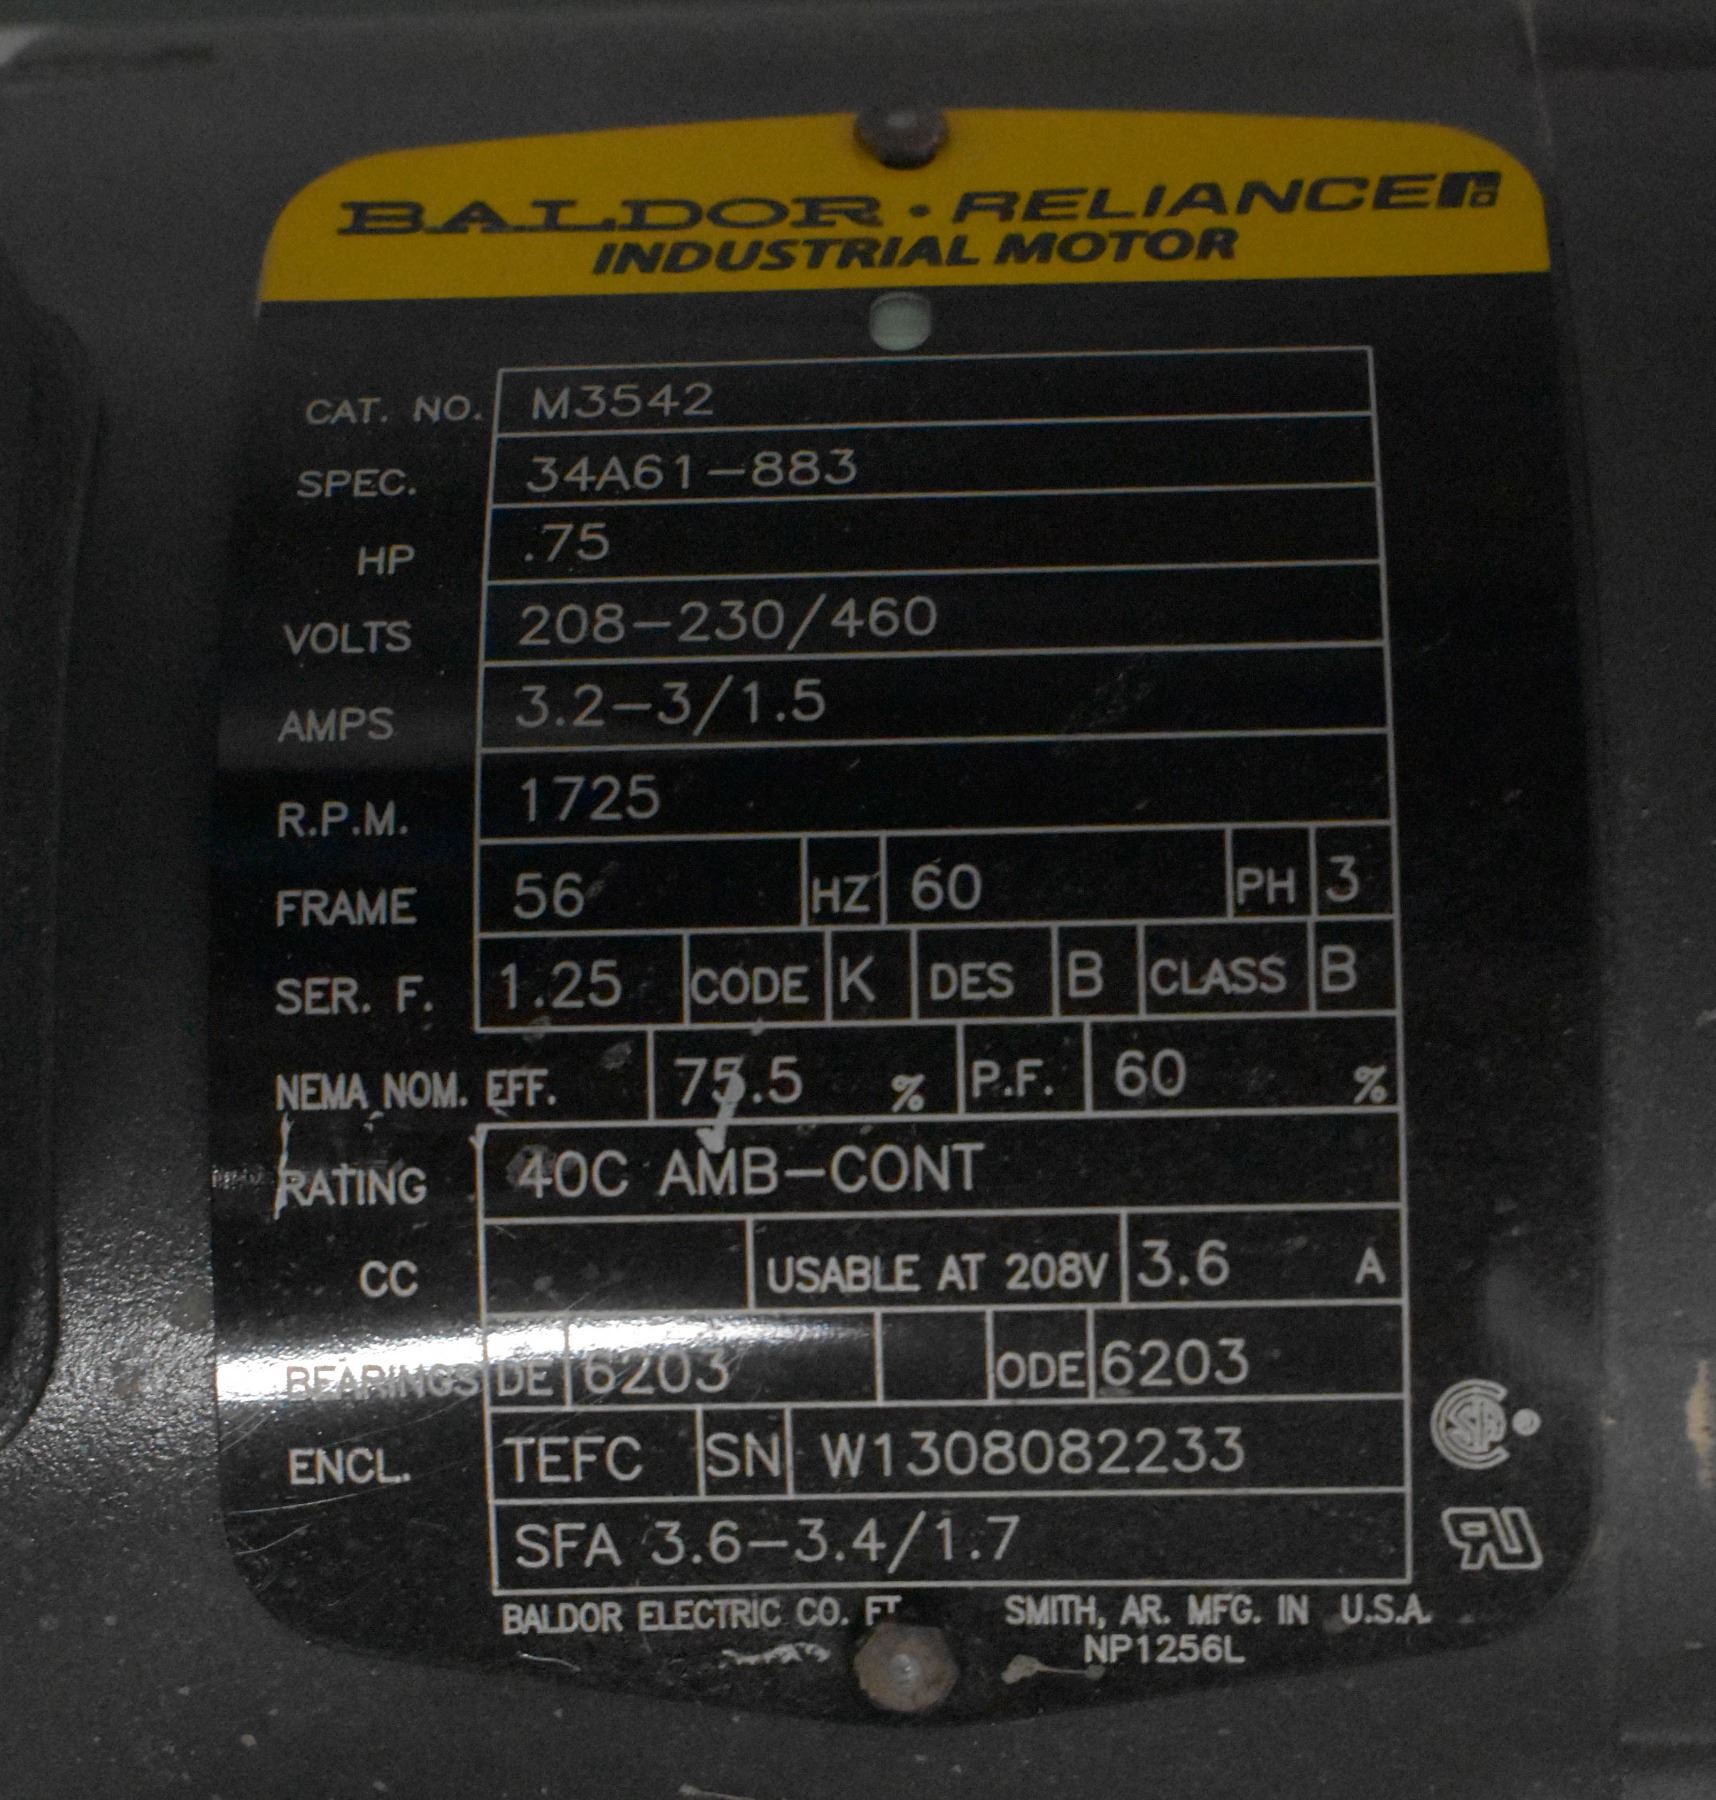 BALDOR · RELIANCE
INDUSTRIAL MOTOR
CAT. NO. M3542
SPEC. 34A61-883
HP .75
VOLTS 208-230/460
AMPS 3.2-3/1.5
R.P.M. 1725
FRAME 56 HZ 60 PH 3
SER. F. 1.25 CODE K DES B CLASS B
NEMA NOM. EFF. 75.5 % P.F. 60 %
RATING 40C AMB-CONT
CC USABLE AT 208V 3.6 A
BEARINGS DE 6203 ODE 6203
ENCL. TEFC SN W1308082233
SFA 3.6-3.4/1.7
BALDOR ELECTRIC CO. FT. SMITH, AR. MFG. IN U.S.A.
NP1256L